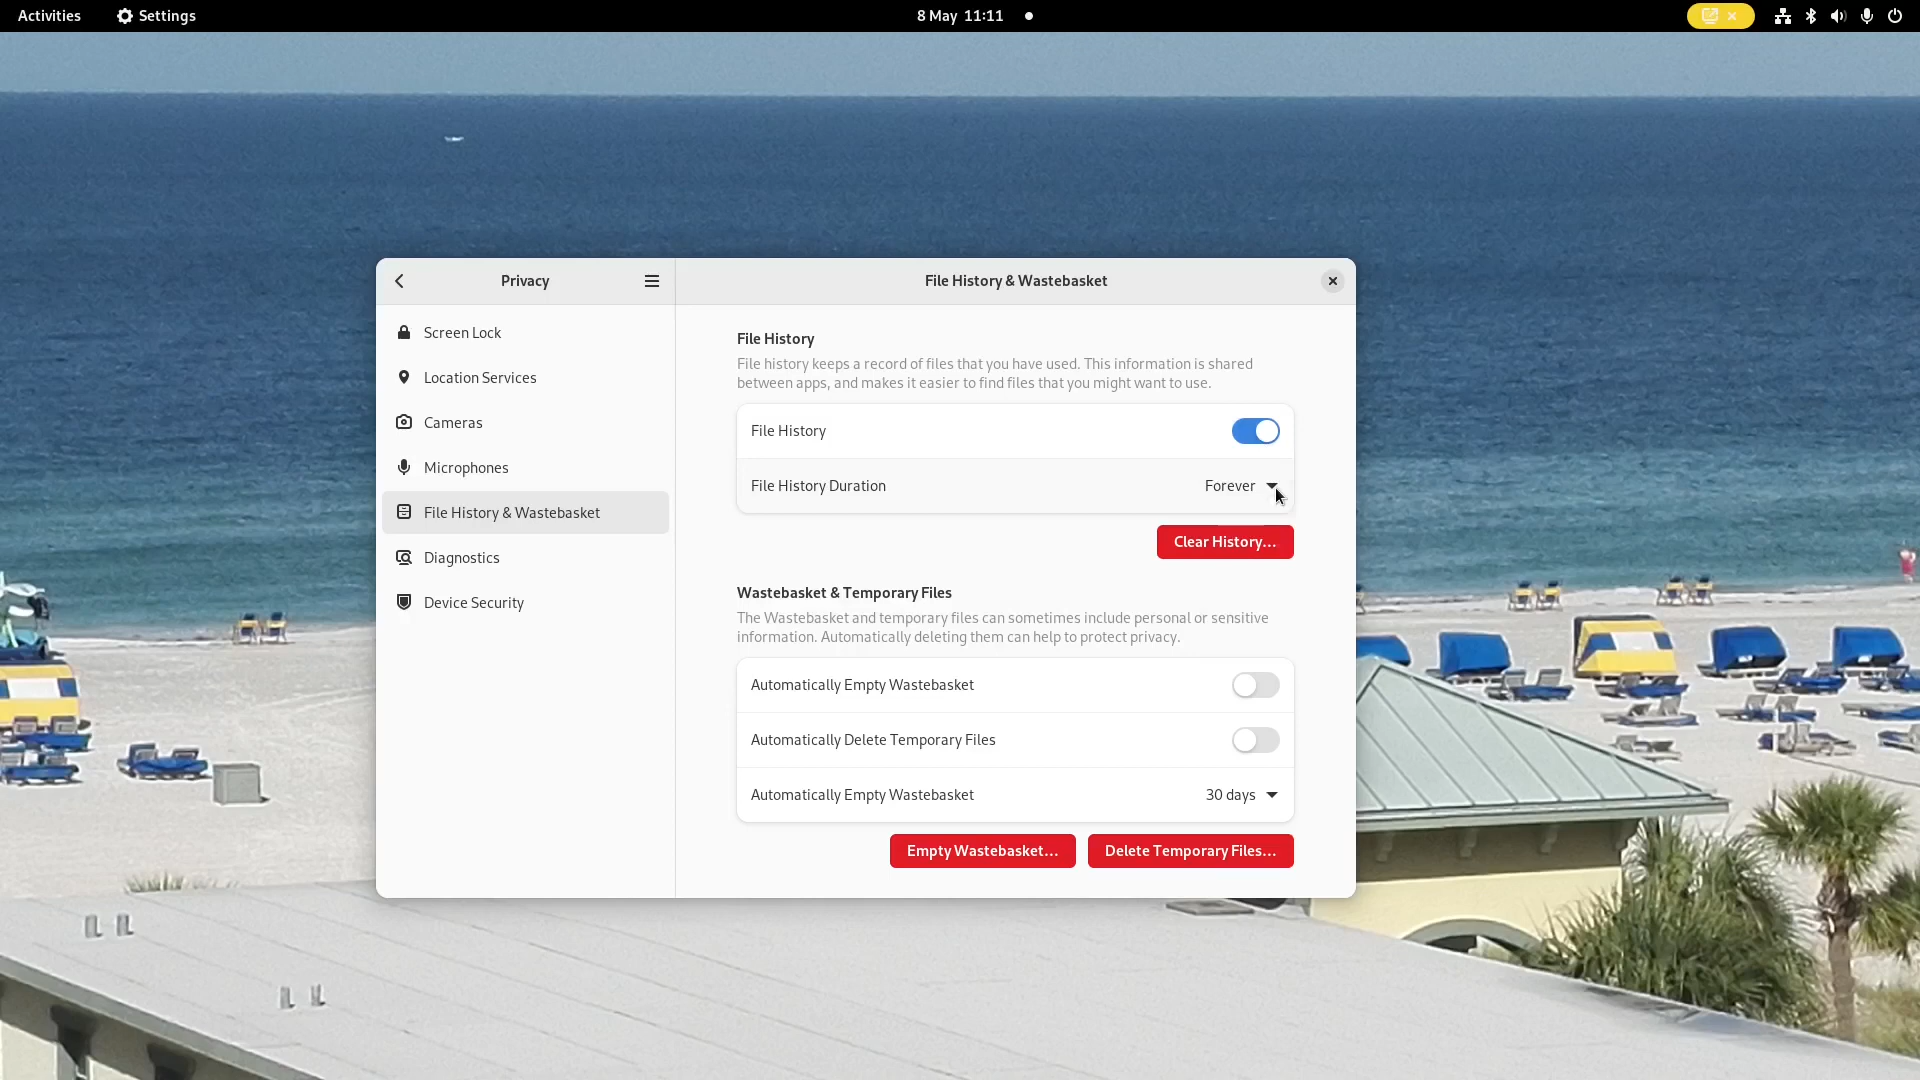 Activities
Settings
8 May 11:11
Privacy
File History & Wastebasket
Screen Lock
Location Services
Cameras
Microphones
File History & Wastebasket
Diagnostics
Device Security
File History
File history keeps a record of files that you have used. This information is shared
between apps, and makes it easier to find files that you might want to use.
File History
File History Duration
Forever
Clear History...
Wastebasket & Temporary Files
The Wastebasket and temporary files can sometimes include personal or sensitive
information. Automatically deleting them can help to protect privacy.
Automatically Empty Wastebasket
Automatically Delete Temporary Files
Automatically Empty Wastebasket
30 days
Empty Wastebasket...
Delete Temporary Files...